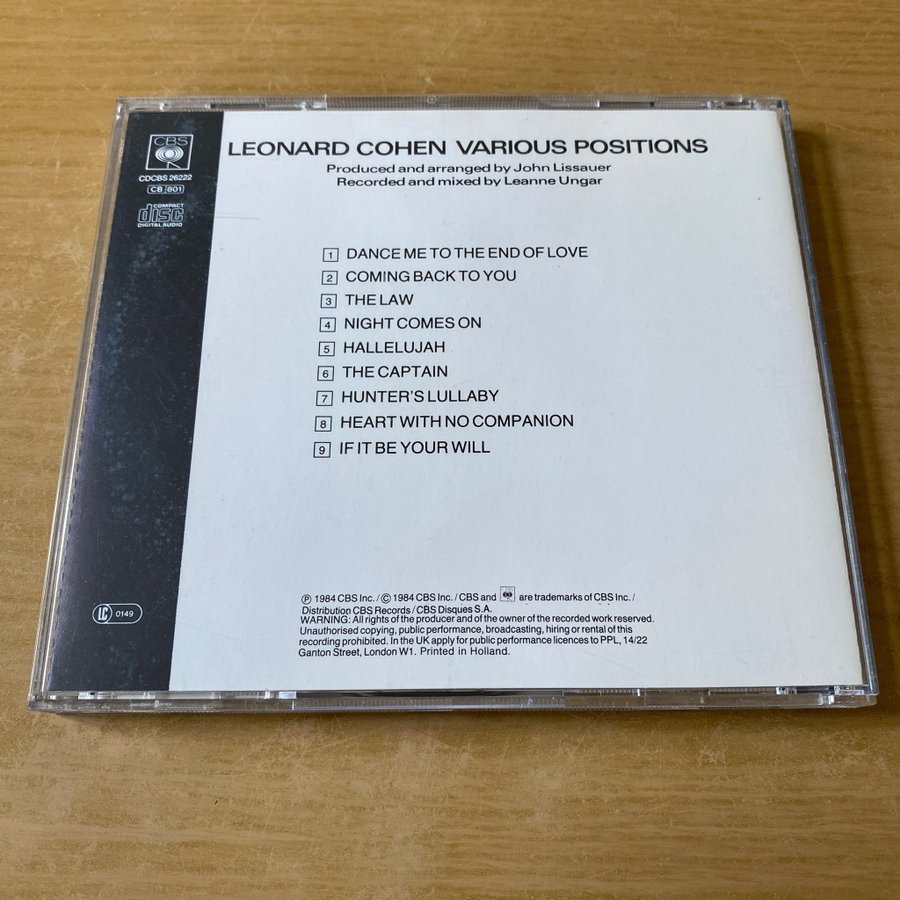 CBS
CDCBS 26222
CB 801
COMPACT
disc
DIGITAL AUDIO
LEONARD COHEN VARIOUS POSITIONS
Produced and arranged by John Lissauer
Recorded and mixed by Leanne Ungar
1 DANCE ME TO THE END OF LOVE
2 COMING BACK TO YOU
3 THE LAW
4 NIGHT COMES ON
5 HALLELUJAH
6 THE CAPTAIN
7 HUNTER'S LULLABY
8 HEART WITH NO COMPANION
9 IF IT BE YOUR WILL
LC 0149
Ⓟ 1984 CBS Inc. / © 1984 CBS Inc. / CBS and are trademarks of CBS Inc. /
Distribution CBS Records / CBS Disques S.A.
WARNING: All rights of the producer and of the owner of the recorded work reserved.
Unauthorised copying, public performance, broadcasting, hiring or rental of this
recording prohibited. In the UK apply for public performance licences to PPL, 14/22
Ganton Street, London W1. Printed in Holland.